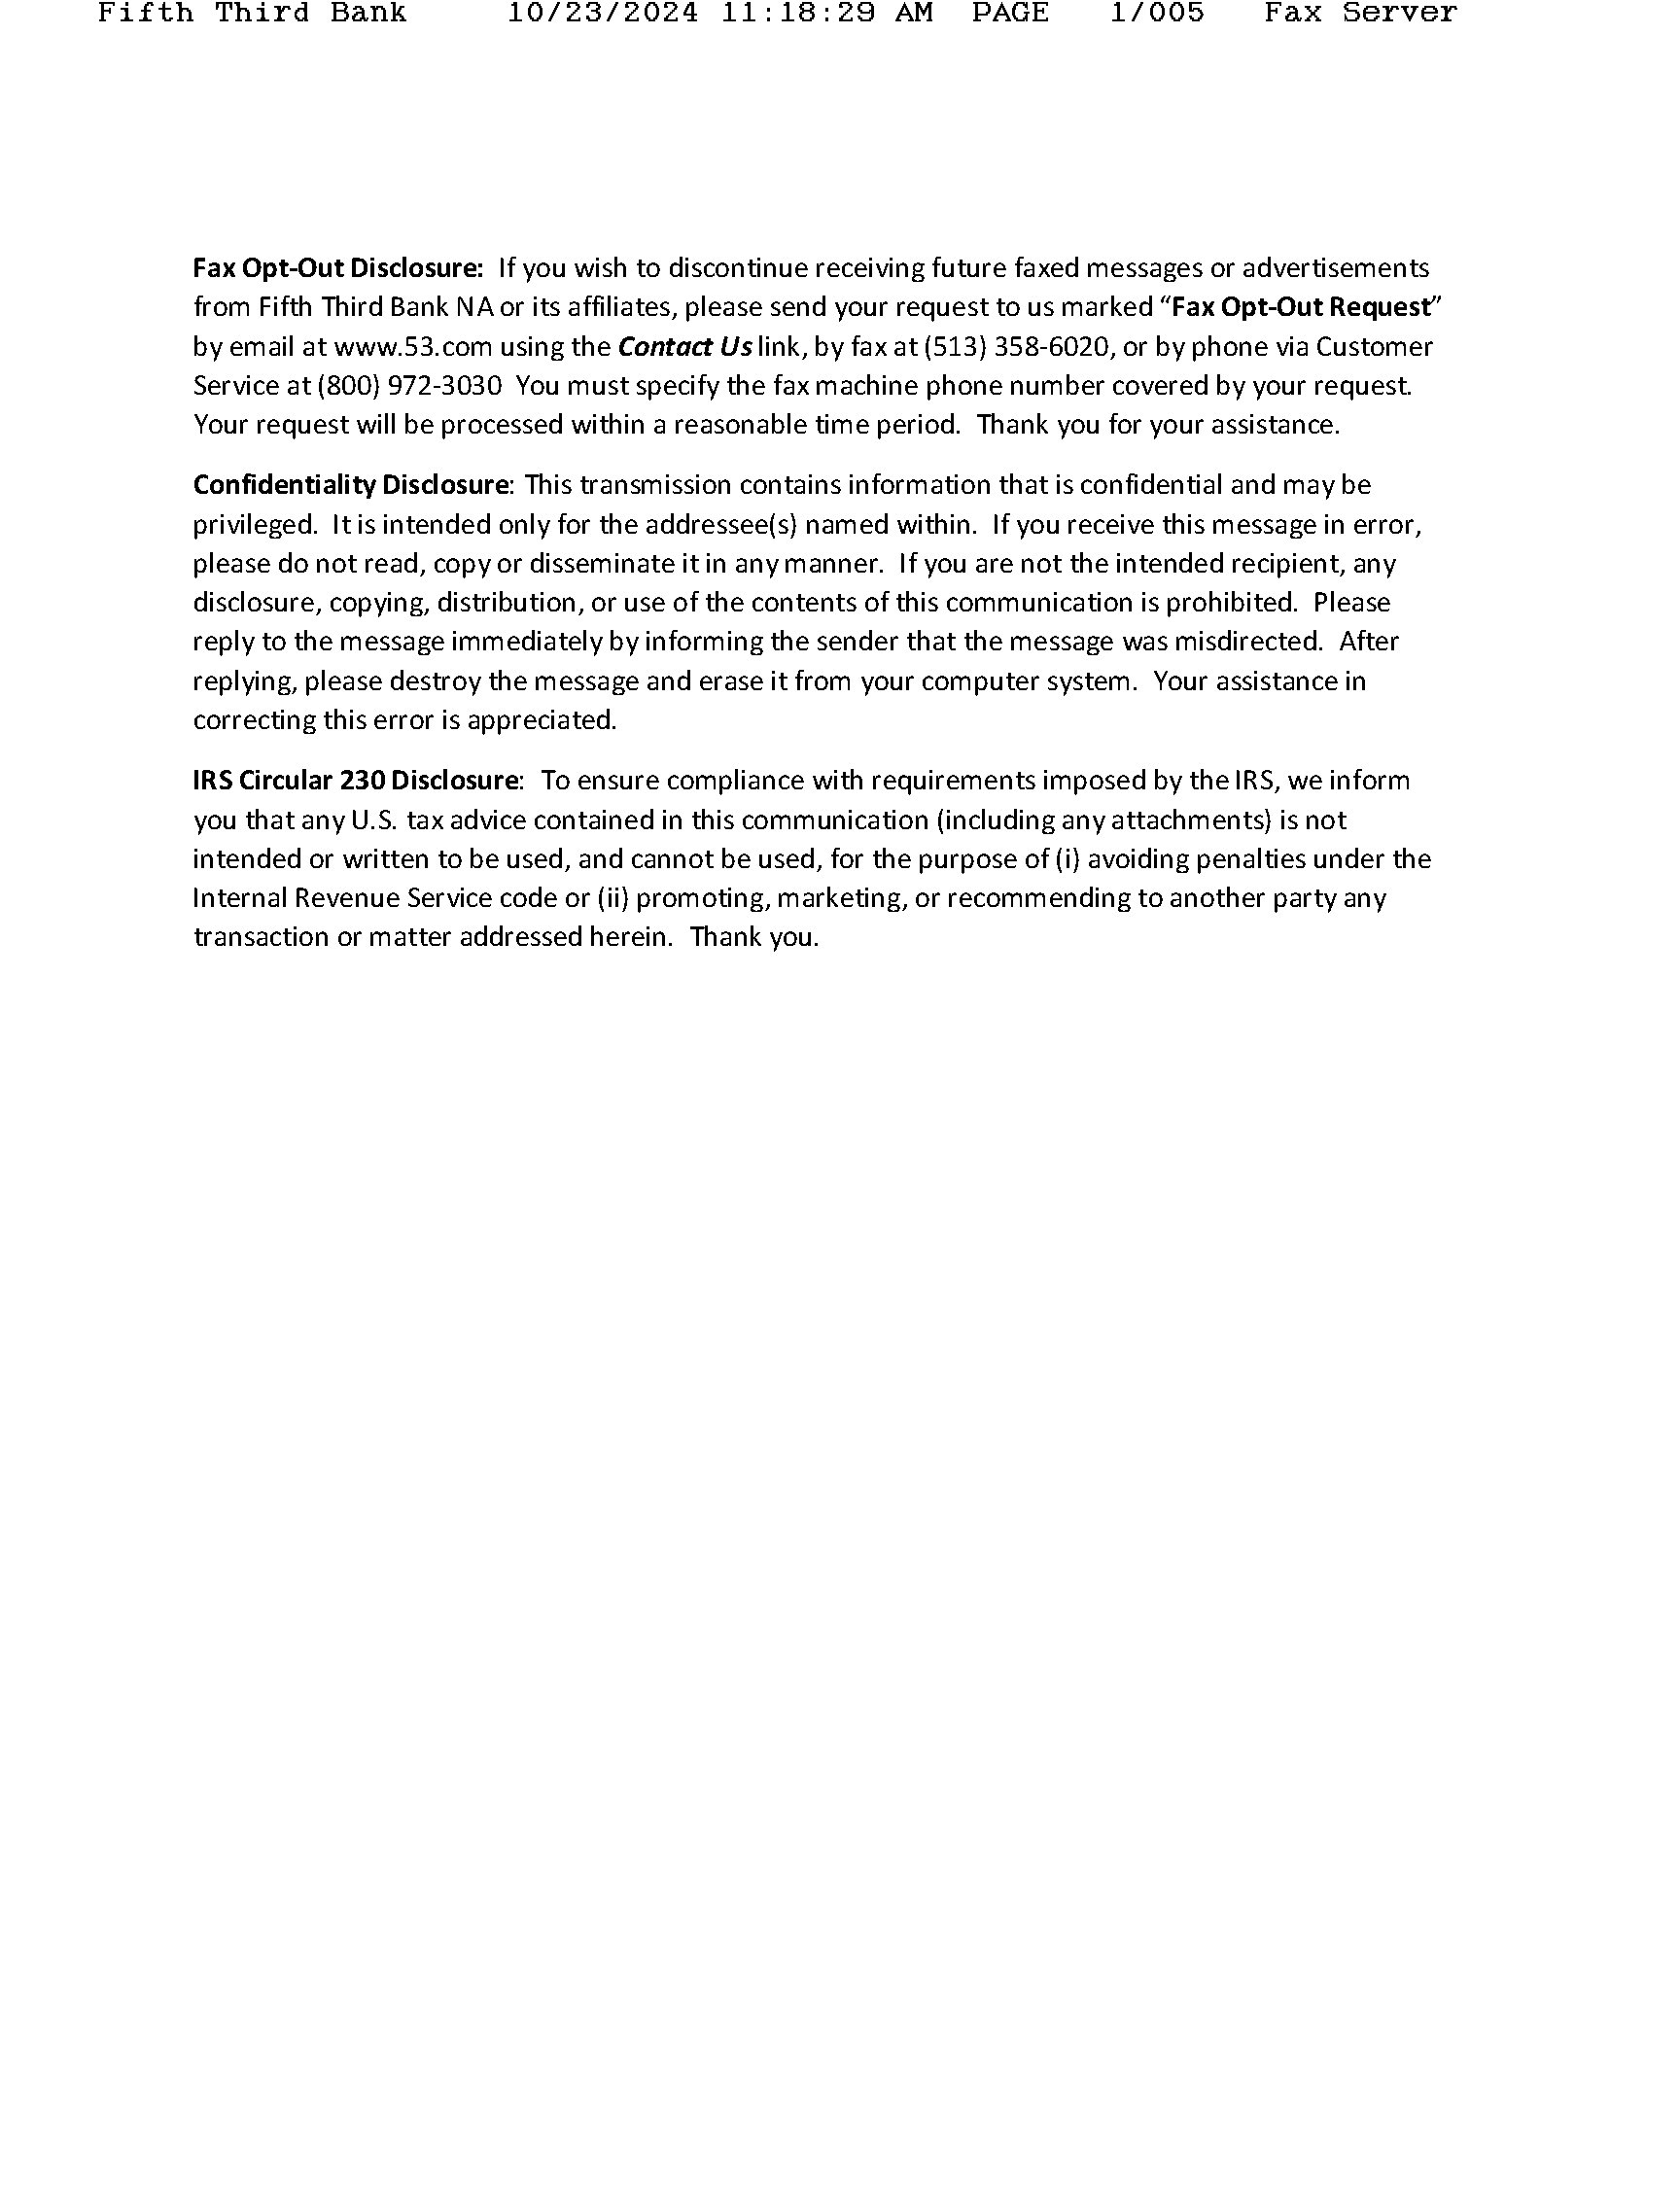 Fifth Third Bank 10/23/2024 11:18:29 AM PAGE 1/005 Fax Server
Fax Opt-Out Disclosure: If you wish to discontinue receiving future faxed messages or advertisements
from Fifth Third Bank NA or its affiliates, please send your request to us marked “Fax Opt-Out Request”
by email at www.53.com using the Contact Us link, by fax at (513) 358-6020, or by phone via Customer
Service at (800) 972-3030 You must specify the fax machine phone number covered by your request.
Your request will be processed within a reasonable time period. Thank you for your assistance.
Confidentiality Disclosure: This transmission contains information that is confidential and may be
privileged. It is intended only for the addressee(s) named within. If you receive this message in error,
please do not read, copy or disseminate it in any manner. If you are not the intended recipient, any
disclosure, copying, distribution, or use of the contents of this communication is prohibited. Please
reply to the message immediately by informing the sender that the message was misdirected. After
replying, please destroy the message and erase it from your computer system. Your assistance in
correcting this error is appreciated.
IRS Circular 230 Disclosure: To ensure compliance with requirements imposed by the IRS, we inform
you that any U.S. tax advice contained in this communication (including any attachments) is not
intended or written to be used, and cannot be used, for the purpose of (i) avoiding penalties under the
Internal Revenue Service code or (ii) promoting, marketing, or recommending to another party any
transaction or matter addressed herein. Thank you.